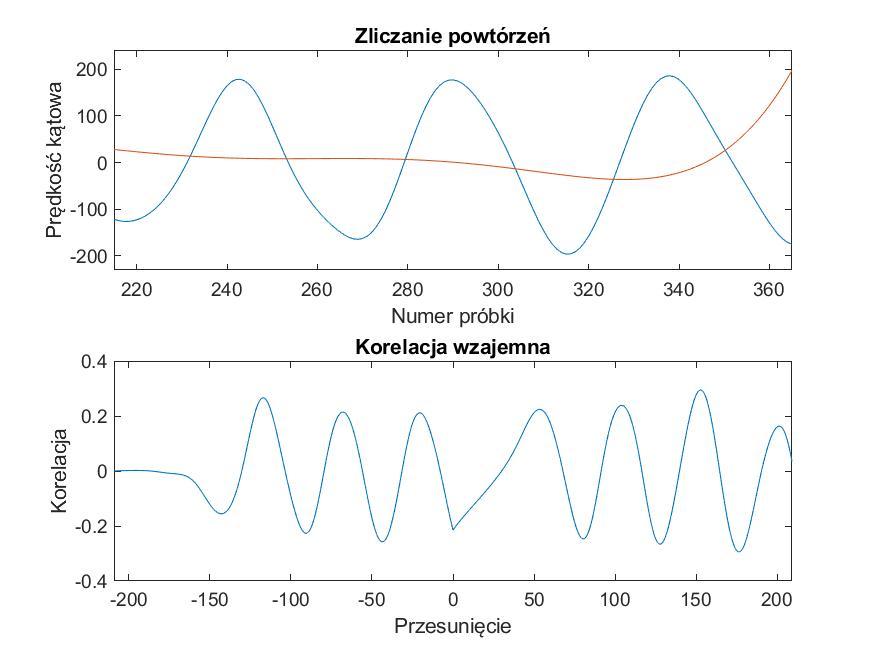 Zliczanie powtórzeń
Prędkość kątowa
200
100
0
-100
-200
220 240 260 280 300 320 340 360
Numer próbki
Korelacja wzajemna
Korelacja
0.4
0.2
0
-0.2
-0.4
-200 -150 -100 -50 0 50 100 150 200
Przesunięcie